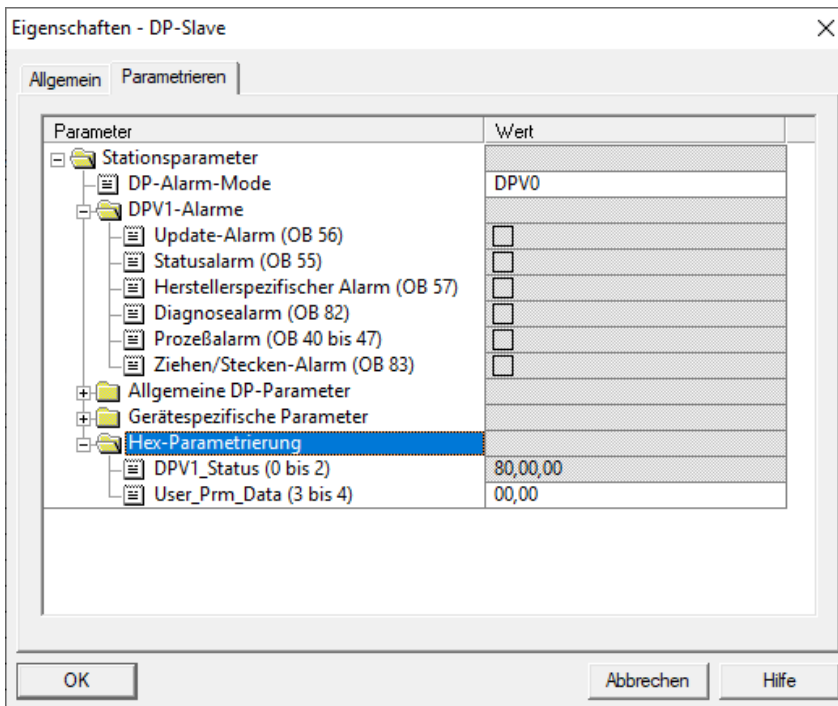 Eigenschaften - DP-Slave
Allgemein Parametrieren
Parameter Wert
Stationsparameter
DP-Alarm-Mode DPV0
DPV1-Alarme
Update-Alarm (OB 56)
Statusalarm (OB 55)
Herstellerspezifischer Alarm (OB 57)
Diagnosealarm (OB 82)
Prozeßalarm (OB 40 bis 47)
Ziehen/Stecken-Alarm (OB 83)
Allgemeine DP-Parameter
Gerätespezifische Parameter
Hex-Parametrierung
DPV1_Status (0 bis 2) 80,00,00
User_Prm_Data (3 bis 4) 00,00
OK Abbrechen Hilfe